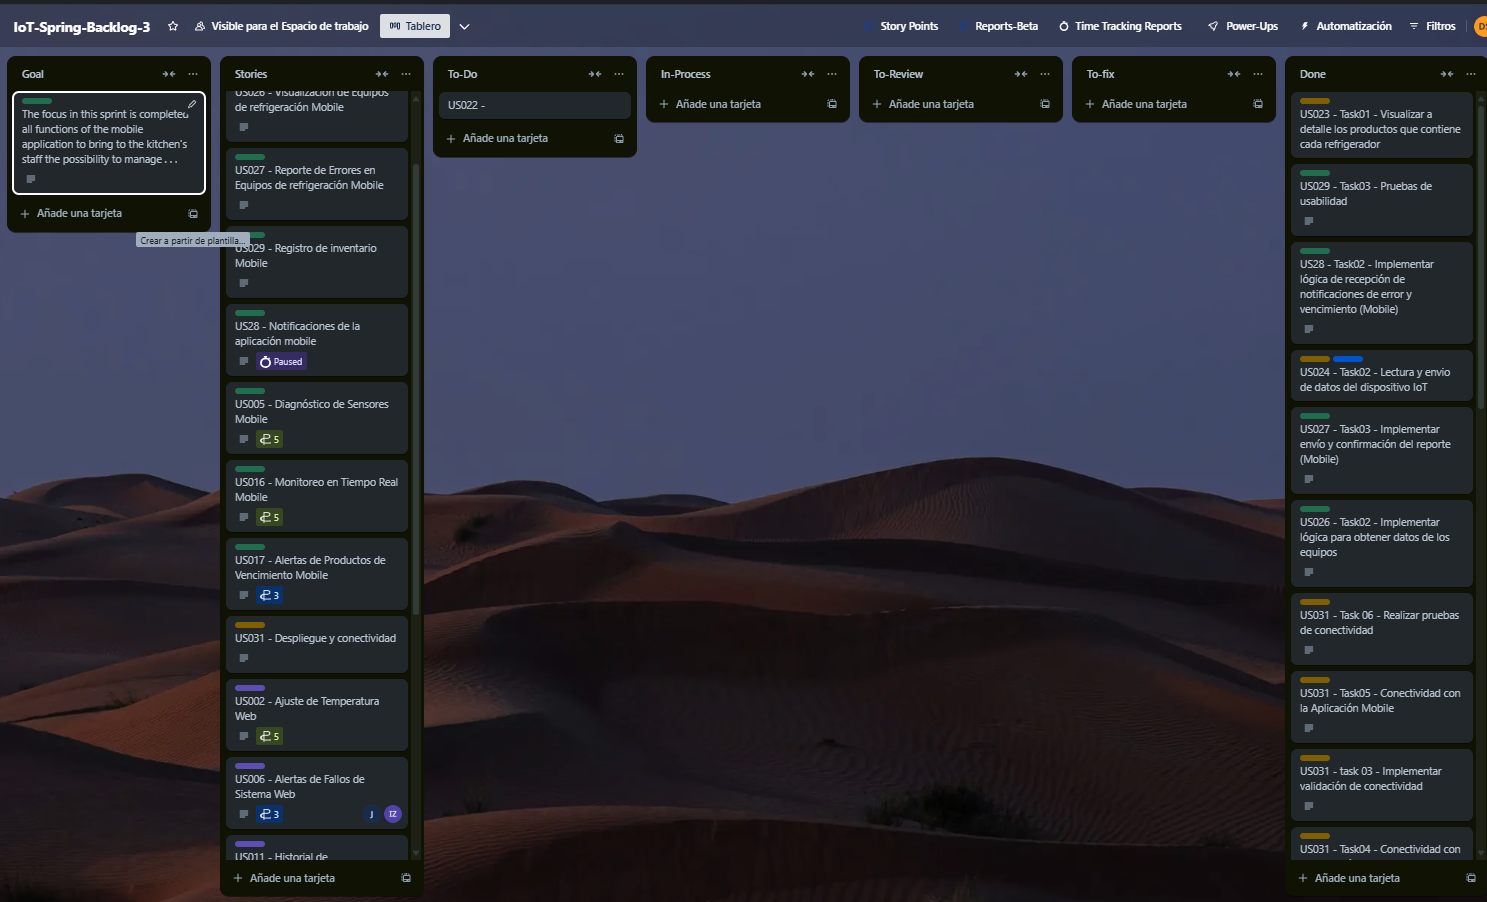 IoT-Spring-Backlog-3
Visible para el Espacio de trabajo
Tablero
Story Points
Reports-Beta
Time Tracking Reports
Power-Ups
Automatización
Filtros
DS
Goal
The focus in this sprint is completed
all functions of the mobile
application to bring to the kitchen's
staff the possibility to manage . . .
Añade una tarjeta
Crear a partir de plantilla...
Stories
US026 - Visualización de Equipos
de refrigeración Mobile
US027 - Reporte de Errores en
Equipos de refrigeración Mobile
US029 - Registro de inventario
Mobile
US28 - Notificaciones de la
aplicación mobile
Paused
US005 - Diagnóstico de Sensores
Mobile
5
US016 - Monitoreo en Tiempo Real
Mobile
5
US017 - Alertas de Productos de
Vencimiento Mobile
3
US031 - Despliegue y conectividad
US002 - Ajuste de Temperatura
Web
5
US006 - Alertas de Fallos de
Sistema Web
3
J
IZ
US011 - Historial de
Añade una tarjeta
To-Do
US022 -
Añade una tarjeta
In-Process
Añade una tarjeta
To-Review
Añade una tarjeta
To-fix
Añade una tarjeta
Done
US023 - Task01 - Visualizar a
detalle los productos que contiene
cada refrigerador
US029 - Task03 - Pruebas de
usabilidad
US28 - Task02 - Implementar
lógica de recepción de
notificaciones de error y
vencimiento (Mobile)
US024 - Task02 - Lectura y envio
de datos del dispositivo IoT
US027 - Task03 - Implementar
envío y confirmación del reporte
(Mobile)
US026 - Task02 - Implementar
lógica para obtener datos de los
equipos
US031 - Task 06 - Realizar pruebas
de conectividad
US031 - Task05 - Conectividad con
la Aplicación Mobile
US031 - task 03 - Implementar
validación de conectividad
US031 - Task04 - Conectividad con
Añade una tarjeta